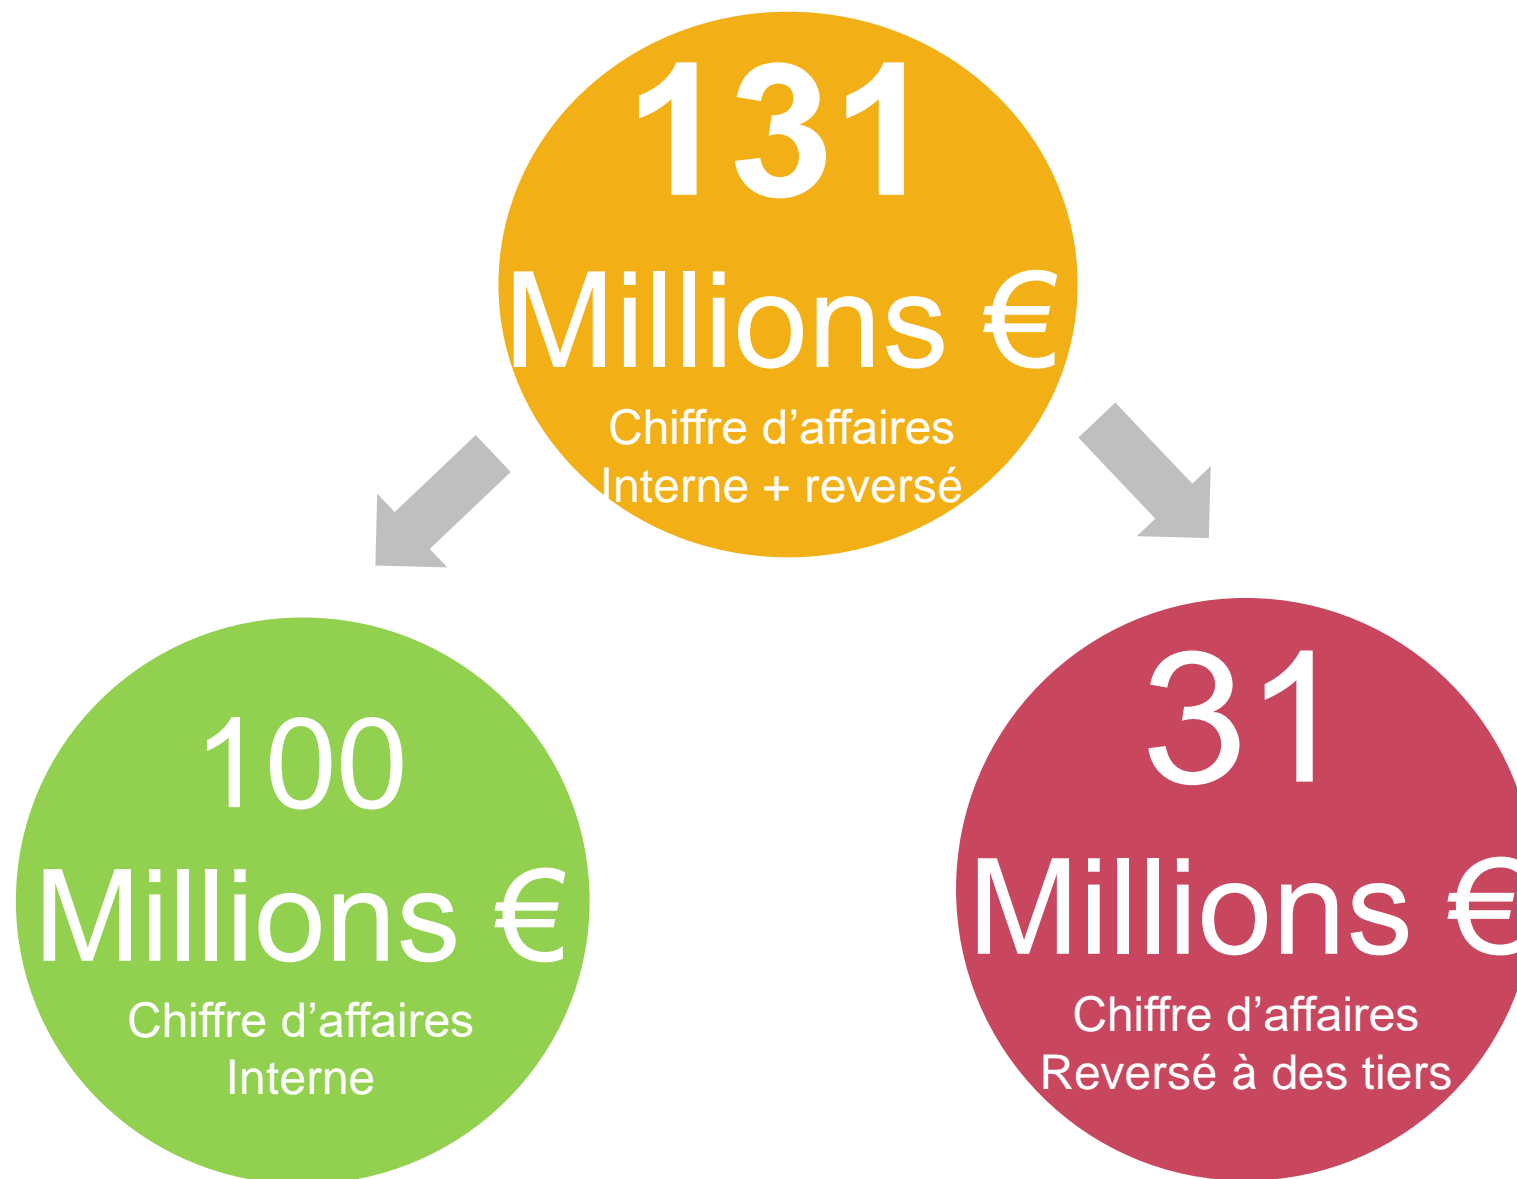 131
Millions €
Chiffre d’affaires
Interne + reversé
100
Millions €
Chiffre d’affaires
Interne
31
Millions €
Chiffre d’affaires
Reversé à des tiers